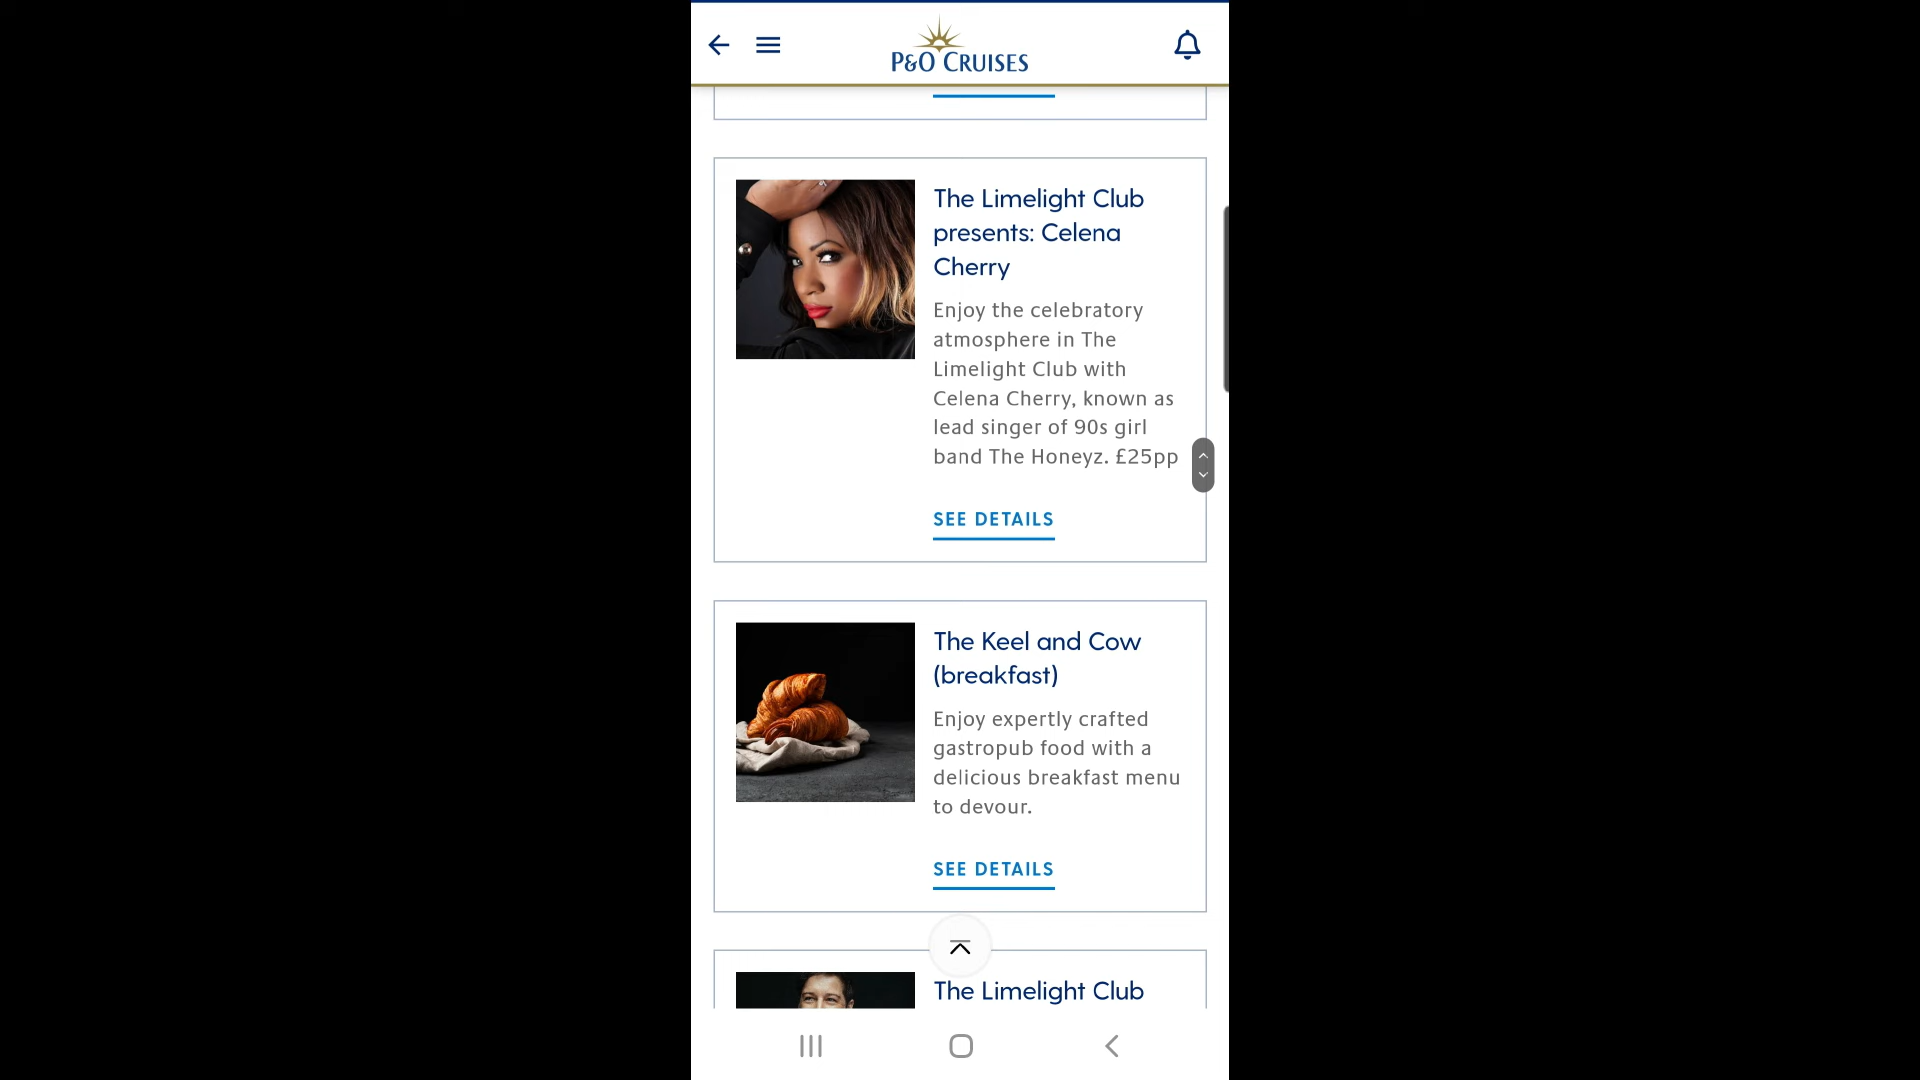 P&O CRUISES
The Limelight Club
presents: Celena
Cherry
Enjoy the celebratory
atmosphere in The
Limelight Club with
Celena Cherry, known as
lead singer of 90s girl
band The Honeyz. £25pp
SEE DETAILS
The Keel and Cow
(breakfast)
Enjoy expertly crafted
gastropub food with a
delicious breakfast menu
to devour.
SEE DETAILS
The Limelight Club